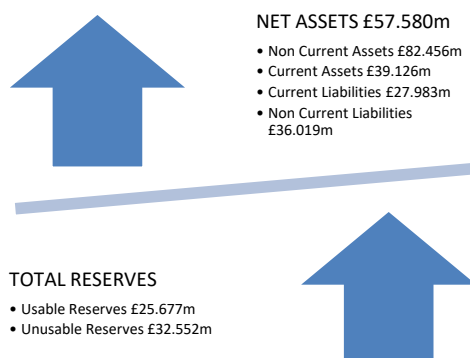 NET ASSETS £57.580m
• Non Current Assets £82.456m
• Current Assets £39.126m
• Current Liabilities £27.983m
• Non Current Liabilities
£36.019m
TOTAL RESERVES
• Usable Reserves £25.677m
• Unusable Reserves £32.552m